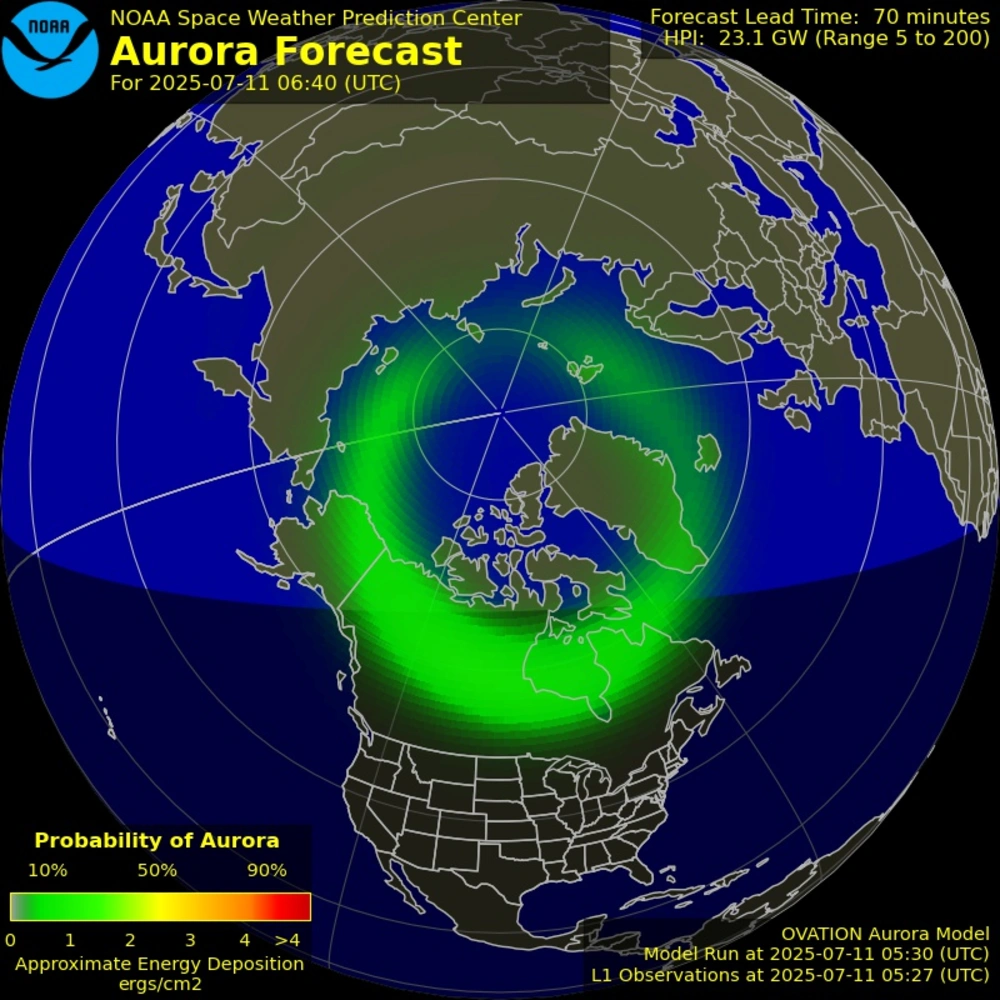 NOAA
NOAA Space Weather Prediction Center
Aurora Forecast
For 2025-07-11 06:40 (UTC)
Forecast Lead Time: 70 minutes
HPI: 23.1 GW (Range 5 to 200)
Probability of Aurora
10% 50% 90%
0 1 2 3 4 >4
Approximate Energy Deposition
ergs/cm2
OVATION Aurora Model
Model Run at 2025-07-11 05:30 (UTC)
L1 Observations at 2025-07-11 05:27 (UTC)